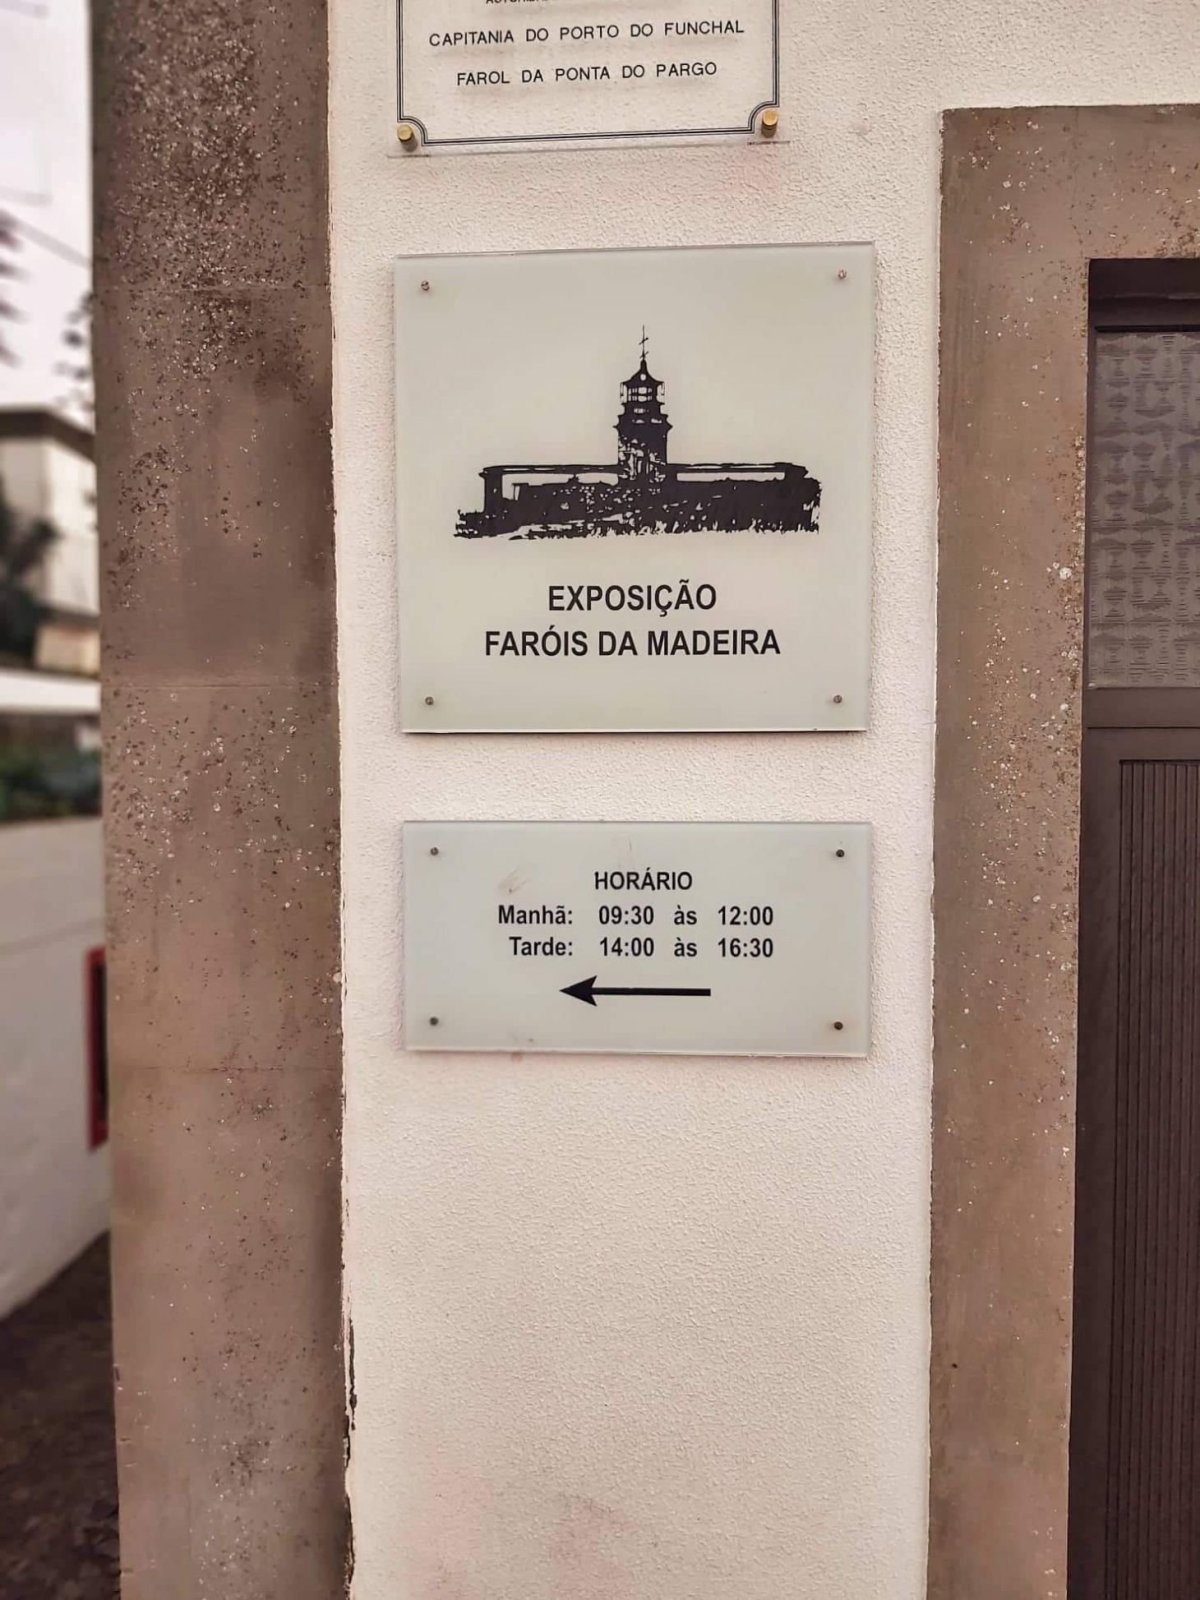 CAPITANIA DO PORTO DO FUNCHAL
FAROL DA PONTA DO PARGO
EXPOSIÇÃO
FARÓIS DA MADEIRA
HORÁRIO
Manhã: 09:30 às 12:00
Tarde: 14:00 às 16:30